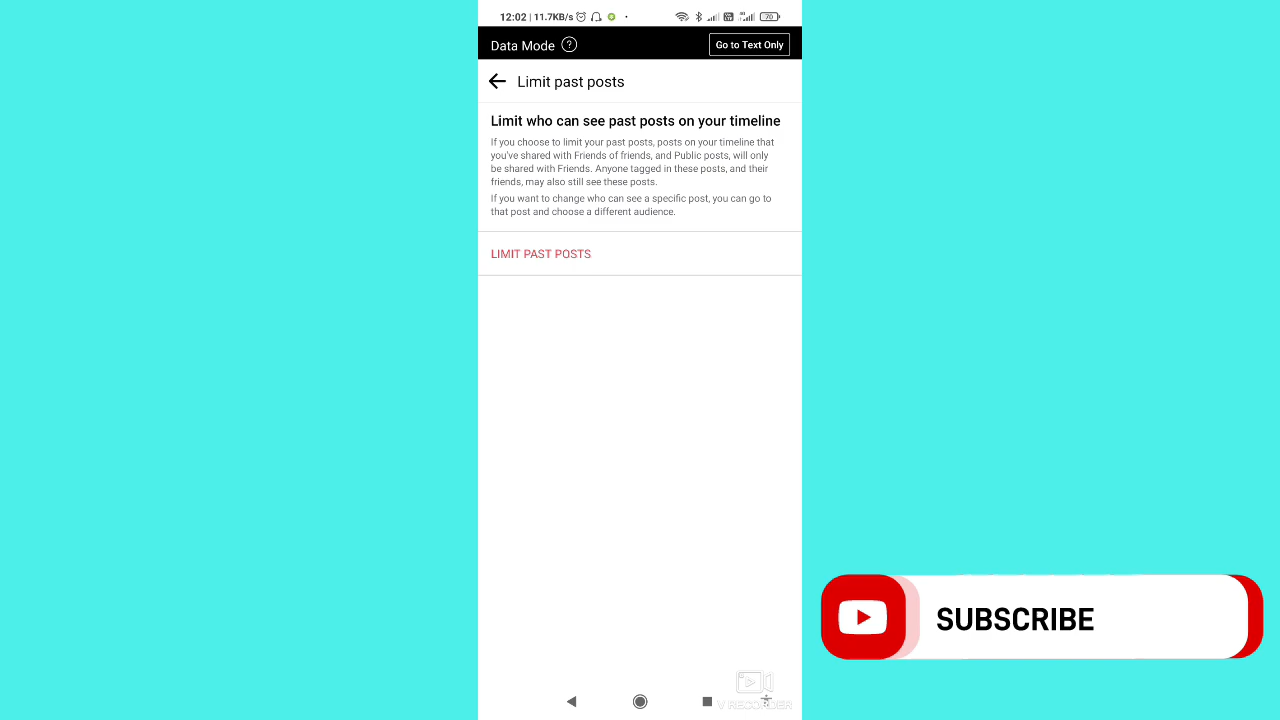 12:02 | 11.7KB/s
70
Data Mode ?
Go to Text Only
Limit past posts
Limit who can see past posts on your timeline
If you choose to limit your past posts, posts on your timeline that
you've shared with Friends of friends, and Public posts, will only
be shared with Friends. Anyone tagged in these posts, and their
friends, may also still see these posts.
If you want to change who can see a specific post, you can go to
that post and choose a different audience.
LIMIT PAST POSTS
SUBSCRIBE
V RECORDER